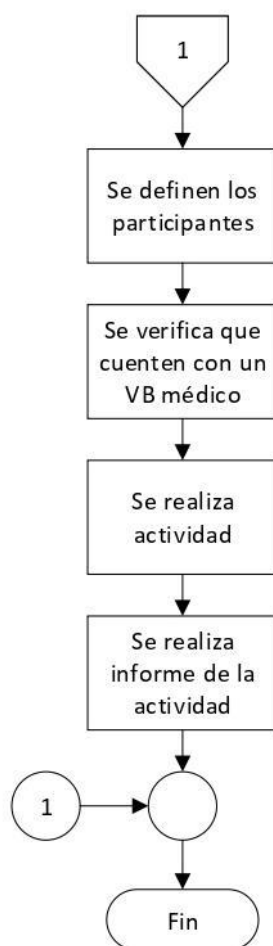 1
Se definen los
participantes
Se verifica que
cuenten con un
VB médico
Se realiza
actividad
Se realiza
informe de la
actividad
1
Fin